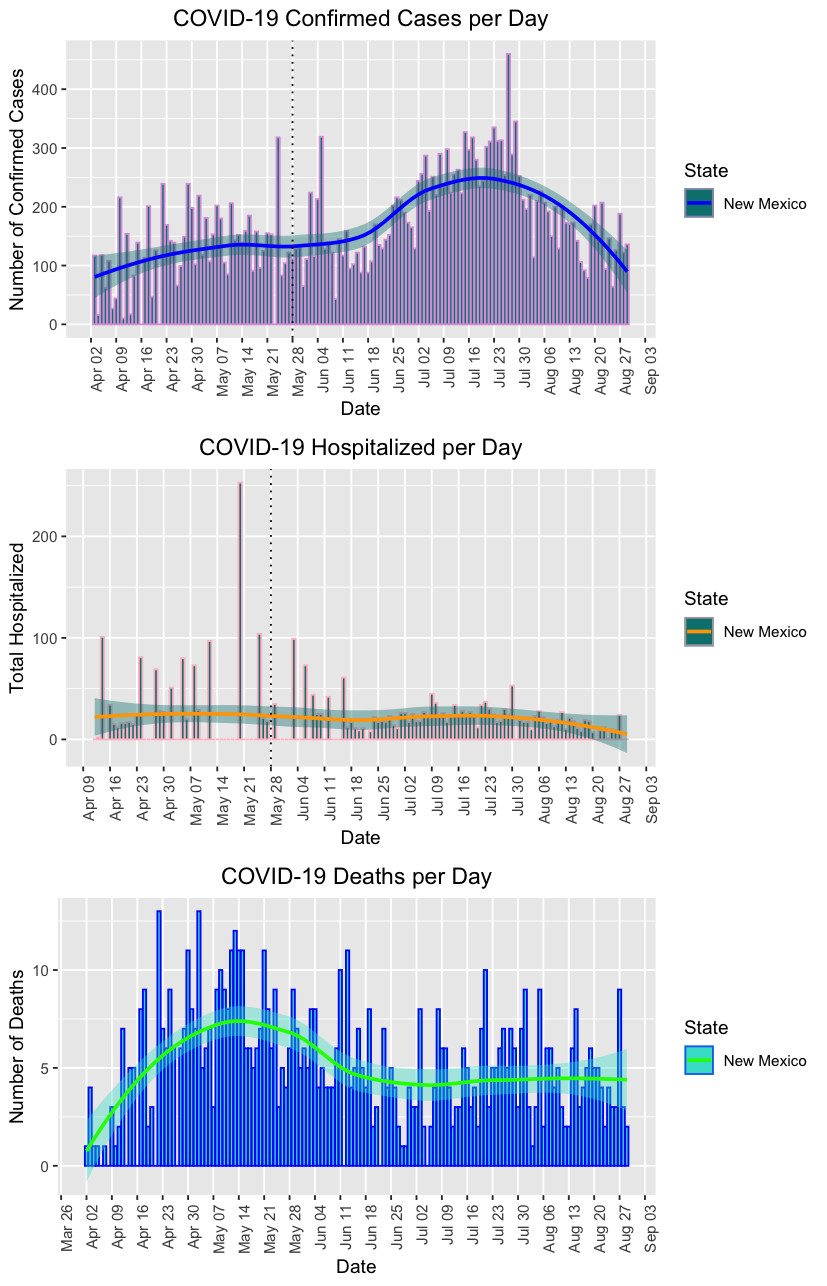 COVID-19 Confirmed Cases per Day
Number of Confirmed Cases
400
300
200
100
0
Apr 02
Apr 09
Apr 16
Apr 23
Apr 30
May 07
May 14
May 21
May 28
Jun 04
Jun 11
Jun 18
Jun 25
Jul 02
Jul 09
Jul 16
Jul 23
Jul 30
Aug 06
Aug 13
Aug 20
Aug 27
Sep 03
Date
State
New Mexico
COVID-19 Hospitalized per Day
Total Hospitalized
200
100
0
Apr 09
Apr 16
Apr 23
Apr 30
May 07
May 14
May 21
May 28
Jun 04
Jun 11
Jun 18
Jun 25
Jul 02
Jul 09
Jul 16
Jul 23
Jul 30
Aug 06
Aug 13
Aug 20
Aug 27
Sep 03
Date
State
New Mexico
COVID-19 Deaths per Day
Number of Deaths
10
5
0
Mar 26
Apr 02
Apr 09
Apr 16
Apr 23
Apr 30
May 07
May 14
May 21
May 28
Jun 04
Jun 11
Jun 18
Jun 25
Jul 02
Jul 09
Jul 16
Jul 23
Jul 30
Aug 06
Aug 13
Aug 20
Aug 27
Sep 03
Date
State
New Mexico